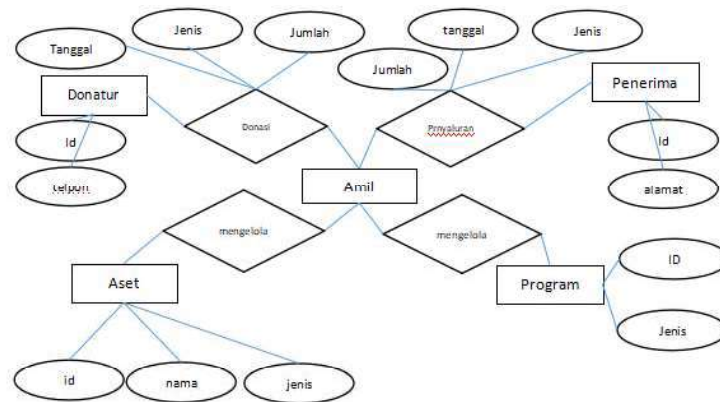 Jenis
tanggal
Jenis
Tanggal
Jumlah
Jumlah
Donatur
Penerima
Donasi
Prnyaluran
Id
Id
telpon
Amil
alamat
mengelola
mengelola
ID
Aset
Program
Jenis
id
nama
jenis